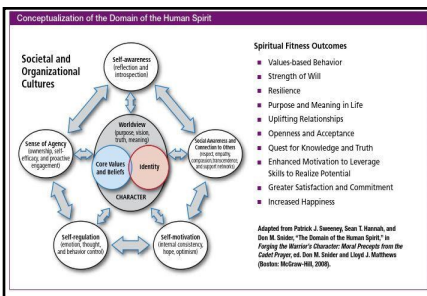 Conceptualization of the Domain of the Human Spirit
Societal and
Organizational
Cultures
Self-awareness
(reflection and
introspection)
Worldview
(purpose, vision,
truth, meaning)
Core Values
and Beliefs
Identity
CHARACTER
Sense of Agency
(ownership, self-
efficacy, and proactive
engagement)
Social Awareness and
Connection to Others
(respect, empathy,
compassion, transcendence,
and support networks)
Self-regulation
(emotion, thought,
and behavior control)
Self-motivation
(internal consistency,
hope, optimism)
Spiritual Fitness Outcomes
■ Values-based Behavior
■ Strength of Will
■ Resilience
■ Purpose and Meaning in Life
■ Uplifting Relationships
■ Openness and Acceptance
■ Quest for Knowledge and Truth
■ Enhanced Motivation to Leverage
Skills to Realize Potential
■ Greater Satisfaction and Commitment
■ Increased Happiness
Adapted from Patrick J. Sweeney, Sean T. Hannah, and
Don M. Snider, "The Domain of the Human Spirit," in
Forging the Warrior's Character: Moral Precepts from the
Cadet Prayer, ed. Don M. Snider and Lloyd J. Matthews
(Boston: McGraw-Hill, 2008).